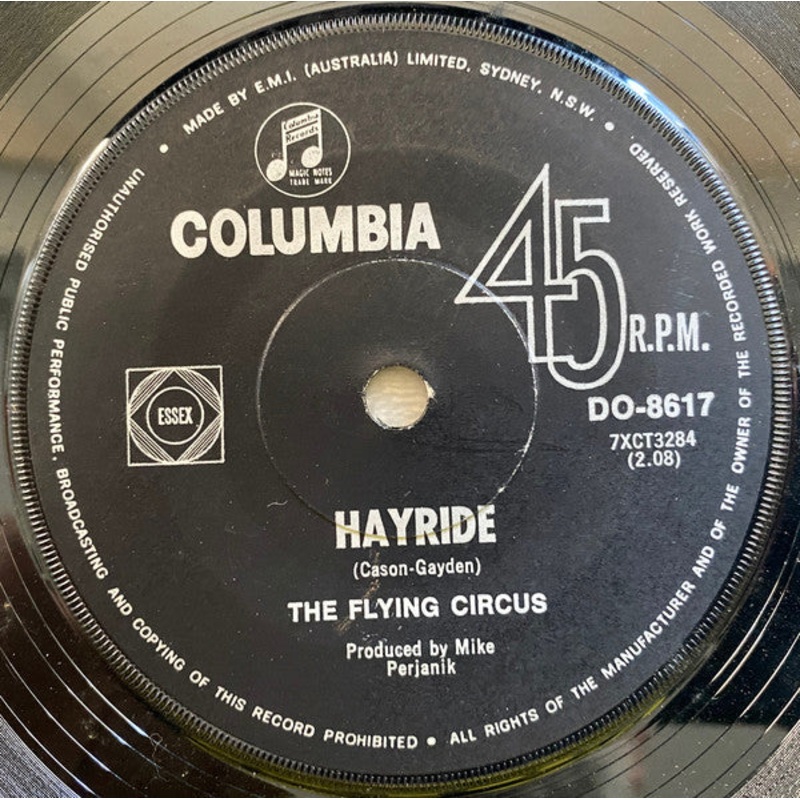 MADE BY E.M.I. (AUSTRALIA) LIMITED. SYDNEY. N.S.W. •
Columbia
Records
MAGIC NOTES
TRADE MARK
COLUMBIA
45
R.P.M.
ESSEX
DO-8617
7XCT3284
(2.08)
HAYRIDE
(Cason-Gayden)
THE FLYING CIRCUS
Produced by Mike
Perjanik
UNAUTHORISED PUBLIC PERFORMANCE, BROADCASTING AND COPYING OF THIS RECORD PROHIBITED • ALL RIGHTS OF THE MANUFACTURER AND OF THE OWNER OF THE RECORDED WORK RESERVED